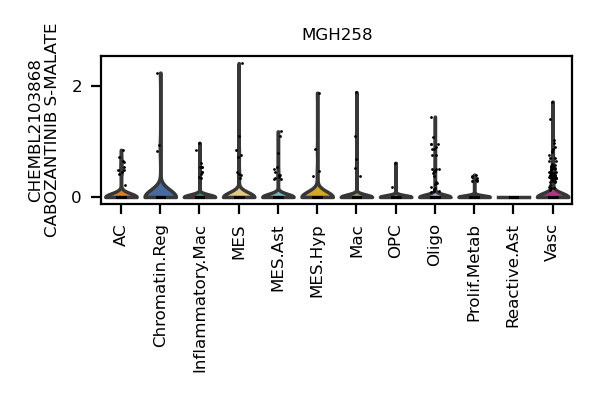 MGH258
CHEMBL2103868
CABOZANTINIB S-MALATE
2
0
AC
Chromatin.Reg
Inflammatory.Mac
MES
MES.Ast
MES.Hyp
Mac
OPC
Oligo
Prolif.Metab
Reactive.Ast
Vasc